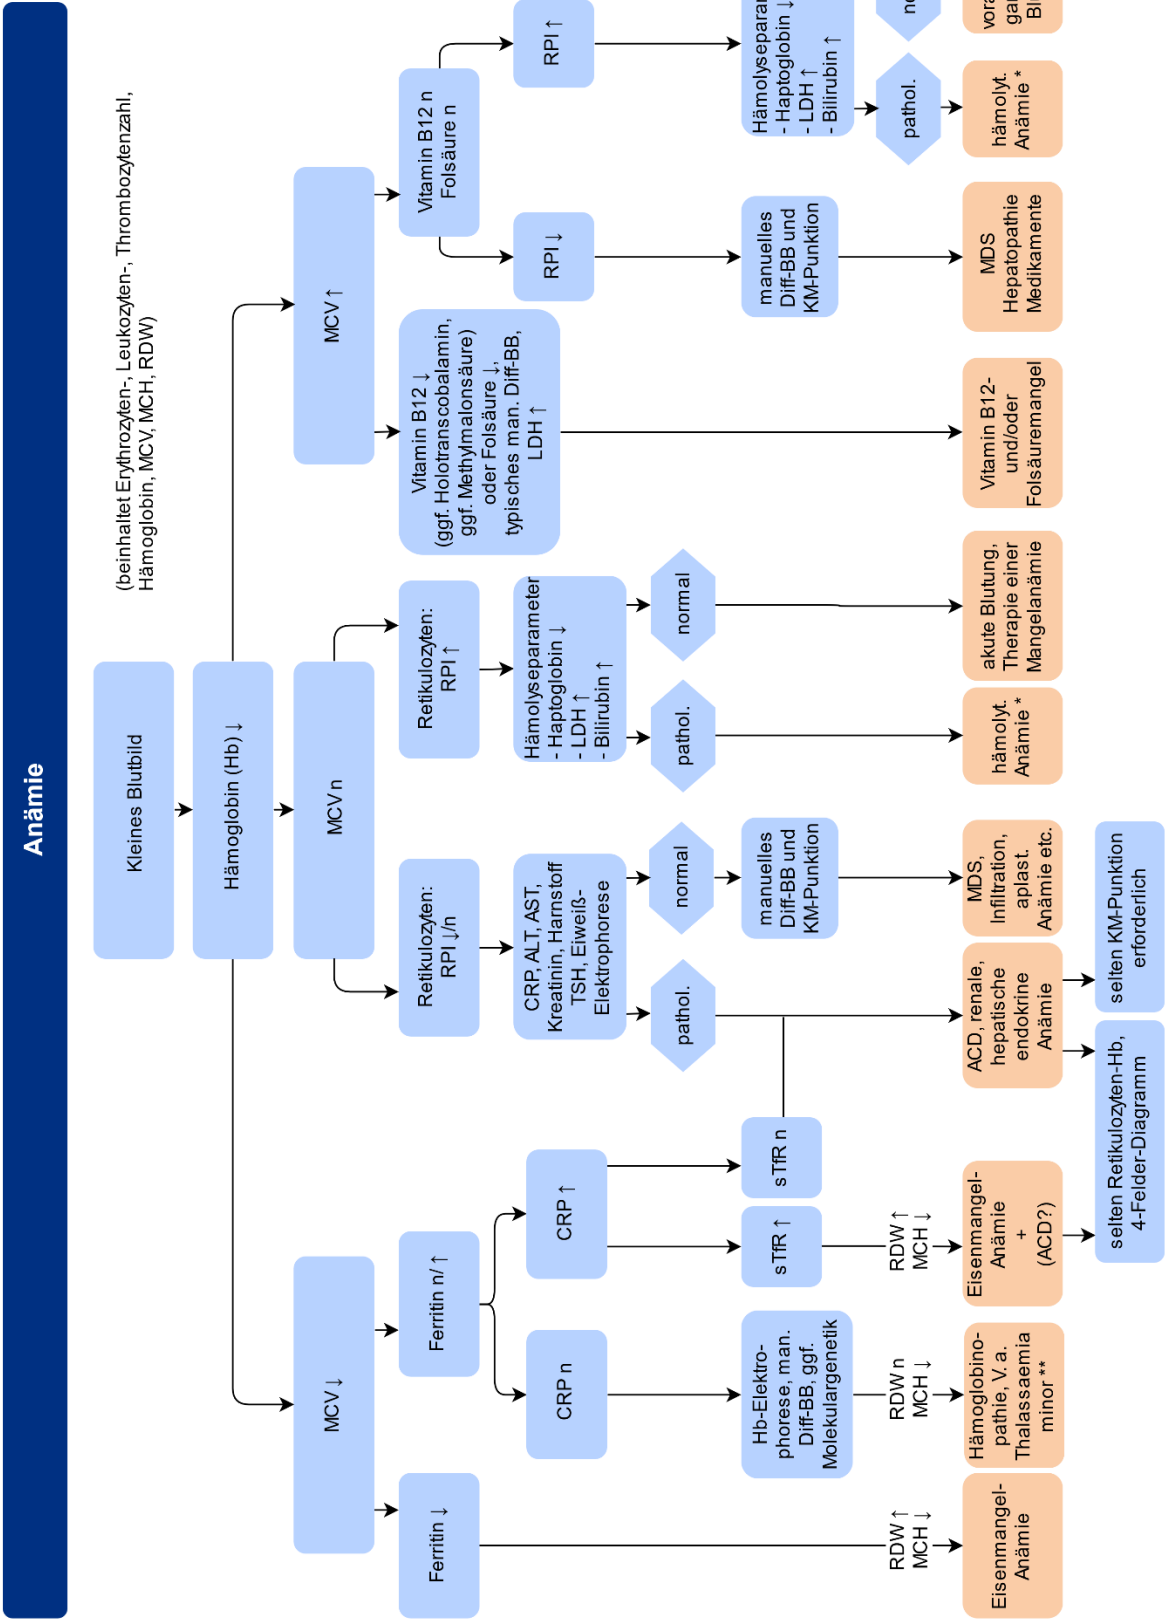 Anämie
Kleines Blutbild
(beinhaltet Erythrozyten-, Leukozyten-, Thrombozytenzahl,
Hämoglobin, MCV, MCH, RDW)
Hämoglobin (Hb) ↓
MCV ↓
MCV n
MCV ↑
Ferritin ↓
Ferritin n/ ↑
Retikulozyten:
RPI ↓/n
Retikulozyten:
RPI ↑
Vitamin B12 ↓
(ggf. Holotranscobalamin,
ggf. Methylmalonsäure)
oder Folsäure ↓,
typisches man. Diff-BB,
LDH ↑
Vitamin B12 n
Folsäure n
CRP n
CRP ↑
CRP, ALT, AST,
Kreatinin, Harnstoff
TSH, Eiweiß-
Elektrophorese
Hämolyseparameter
- Haptoglobin ↓
- LDH ↑
- Bilirubin ↑
RPI ↓
RPI ↑
pathol.
normal
pathol.
normal
Hb-Elektro-
phorese, man.
Diff-BB, ggf.
Molekulargenetik
sTfR ↑
sTfR n
manuelles
Diff-BB und
KM-Punktion
manuelles
Diff-BB und
KM-Punktion
- Haptoglobin ↓
- LDH ↑
- Bilirubin ↑
pathol.
RDW ↑
MCH ↓
RDW n
MCH ↓
RDW ↑
MCH ↓
Eisenmangel-
Anämie
Hämoglobino-
pathie, V. a.
Thalassaemia
minor **
Eisenmangel-
Anämie
+
(ACD?)
ACD, renale,
hepatische
endokrine
Anämie
MDS,
Infiltration,
aplast.
Anämie etc.
hämolyt.
Anämie *
akute Blutung,
Therapie einer
Mangelanämie
Vitamin B12-
und/oder
Folsäuremangel
MDS
Hepatopathie
Medikamente
hämolyt.
Anämie *
selten Retikulozyten-Hb,
4-Felder-Diagramm
selten KM-Punktion
erforderlich